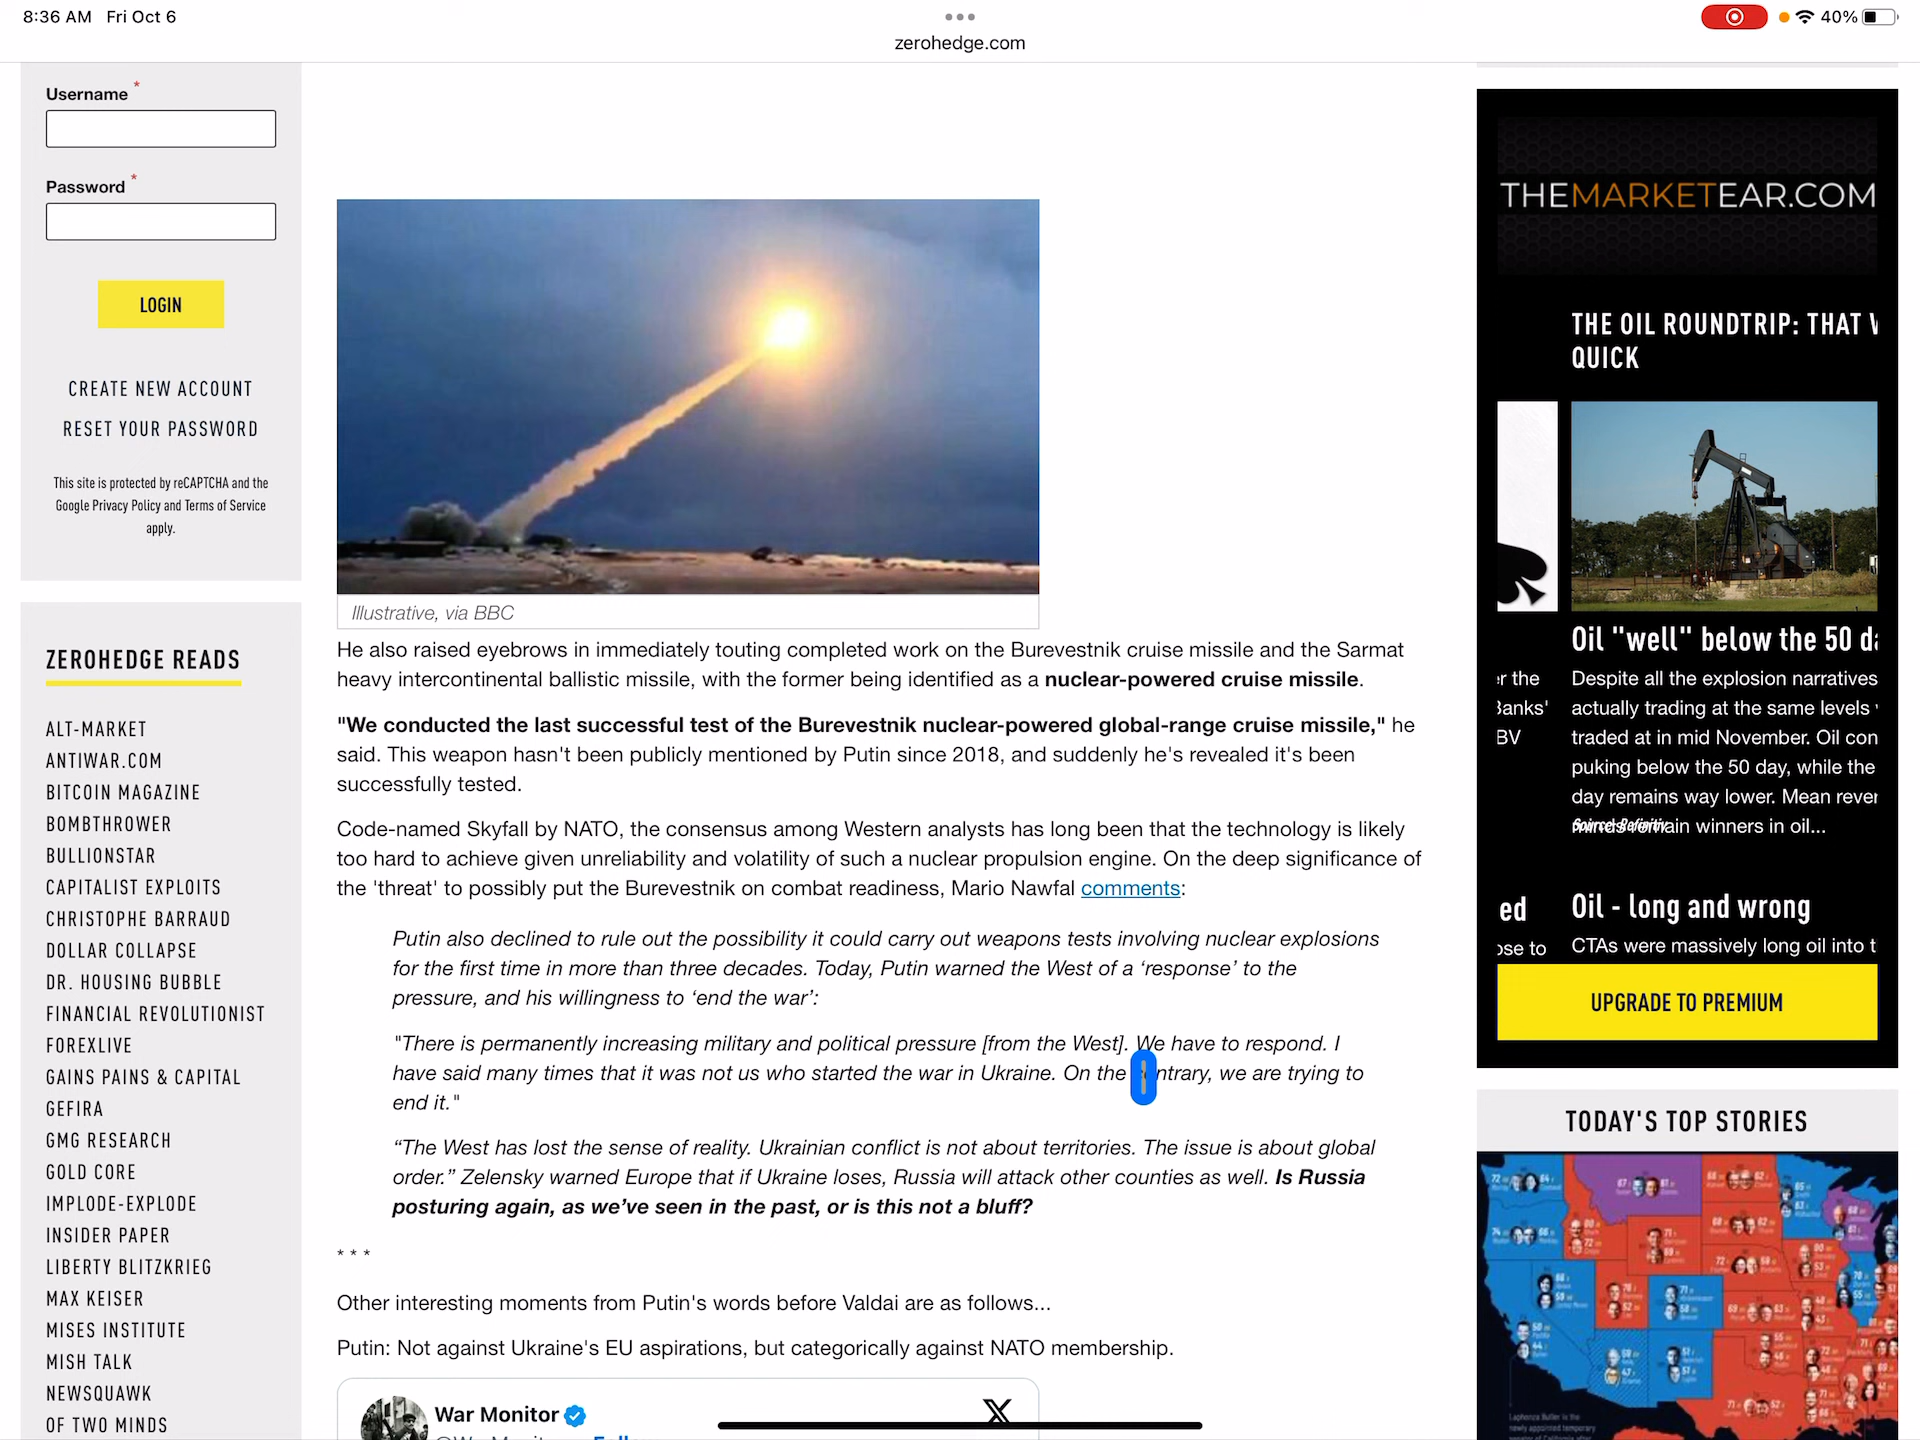 8:36 AM Fri Oct 6
40%
zerohedge.com
Username *
Password *
LOGIN
CREATE NEW ACCOUNT
RESET YOUR PASSWORD
This site is protected by reCAPTCHA and the
Google Privacy Policy and Terms of Service
apply.
ZEROHEDGE READS
ALT-MARKET
ANTIWAR.COM
BITCOIN MAGAZINE
BOMBTHROWER
BULLIONSTAR
CAPITALIST EXPLOITS
CHRISTOPHE BARRAUD
DOLLAR COLLAPSE
DR. HOUSING BUBBLE
FINANCIAL REVOLUTIONIST
FOREXLIVE
GAINS PAINS & CAPITAL
GEFIRA
GMG RESEARCH
GOLD CORE
IMPLODE-EXPLODE
INSIDER PAPER
LIBERTY BLITZKRIEG
MAX KEISER
MISES INSTITUTE
MISH TALK
NEWSQUAWK
OF TWO MINDS
Illustrative, via BBC
He also raised eyebrows in immediately touting completed work on the Burevestnik cruise missile and the Sarmat
heavy intercontinental ballistic missile, with the former being identified as a nuclear-powered cruise missile.
"We conducted the last successful test of the Burevestnik nuclear-powered global-range cruise missile," he
said. This weapon hasn't been publicly mentioned by Putin since 2018, and suddenly he's revealed it's been
successfully tested.
Code-named Skyfall by NATO, the consensus among Western analysts has long been that the technology is likely
too hard to achieve given unreliability and volatility of such a nuclear propulsion engine. On the deep significance of
the 'threat' to possibly put the Burevestnik on combat readiness, Mario Nawfal comments:
Putin also declined to rule out the possibility it could carry out weapons tests involving nuclear explosions
for the first time in more than three decades. Today, Putin warned the West of a ‘response’ to the
pressure, and his willingness to ‘end the war’:
"There is permanently increasing military and political pressure [from the West]. We have to respond. I
have said many times that it was not us who started the war in Ukraine. On the ntrary, we are trying to
end it."
“The West has lost the sense of reality. Ukrainian conflict is not about territories. The issue is about global
order.” Zelensky warned Europe that if Ukraine loses, Russia will attack other counties as well. Is Russia
posturing again, as we’ve seen in the past, or is this not a bluff?
* * *
Other interesting moments from Putin's words before Valdai are as follows...
Putin: Not against Ukraine's EU aspirations, but categorically against NATO membership.
War Monitor
THEMARKETEAR.COM
THE OIL ROUNDTRIP: THAT
QUICK
Oil "well" below the 50
Despite all the explosion narratives
actually trading at the same levels
traded at in mid November. Oil con
puking below the 50 day, while the
day remains way lower. Mean rever
winners in oil...
er the
Banks'
BV
ed
ose to
Oil - long and wrong
CTAs were massively long oil into t
UPGRADE TO PREMIUM
TODAY'S TOP STORIES